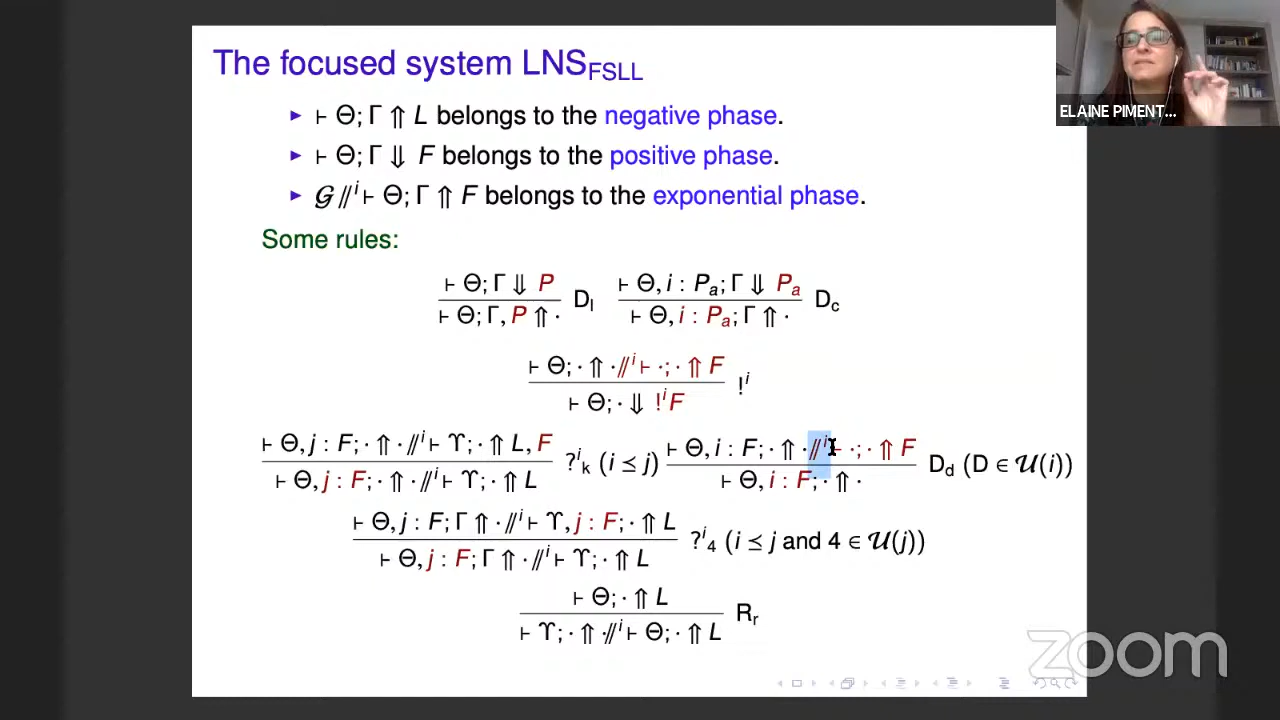 The focused system LNS_FSLL
ELAINE PIMENT...
▸ ⊢ Θ; Γ ⇑ L belongs to the negative phase.
▸ ⊢ Θ; Γ ⇓ F belongs to the positive phase.
▸ 𝒢 ⫽^i ⊢ Θ; Γ ⇑ F belongs to the exponential phase.
Some rules:
⊢ Θ; Γ ⇓ P
⊢ Θ; Γ, P ⇑ · D_l
⊢ Θ, i : P_a; Γ ⇓ P_a
⊢ Θ, i : P_a; Γ ⇑ · D_c
⊢ Θ; · ⇑ · ⫽^i ⊢ ·; · ⇑ F
⊢ Θ; · ⇓ !^i F !^i
⊢ Θ, j : F; · ⇑ · ⫽^i ⊢ ϒ; · ⇑ L, F
⊢ Θ, j : F; · ⇑ · ⫽^i ⊢ ϒ; · ⇑ L ?^i_k (i ⪯ j)
⊢ Θ, i : F; · ⇑ · ⫽^i ⊢ ·; · ⇑ F
⊢ Θ, i : F; · ⇑ · D_d (D ∈ 𝒰(i))
⊢ Θ, j : F; Γ ⇑ · ⫽^i ⊢ ϒ, j : F; · ⇑ L
⊢ Θ, j : F; Γ ⇑ · ⫽^i ⊢ ϒ; · ⇑ L ?^i_4 (i ⪯ j and 4 ∈ 𝒰(j))
⊢ Θ; · ⇑ L
⊢ ϒ; · ⇑ · ⫽^i ⊢ Θ; · ⇑ L R_r
zoom